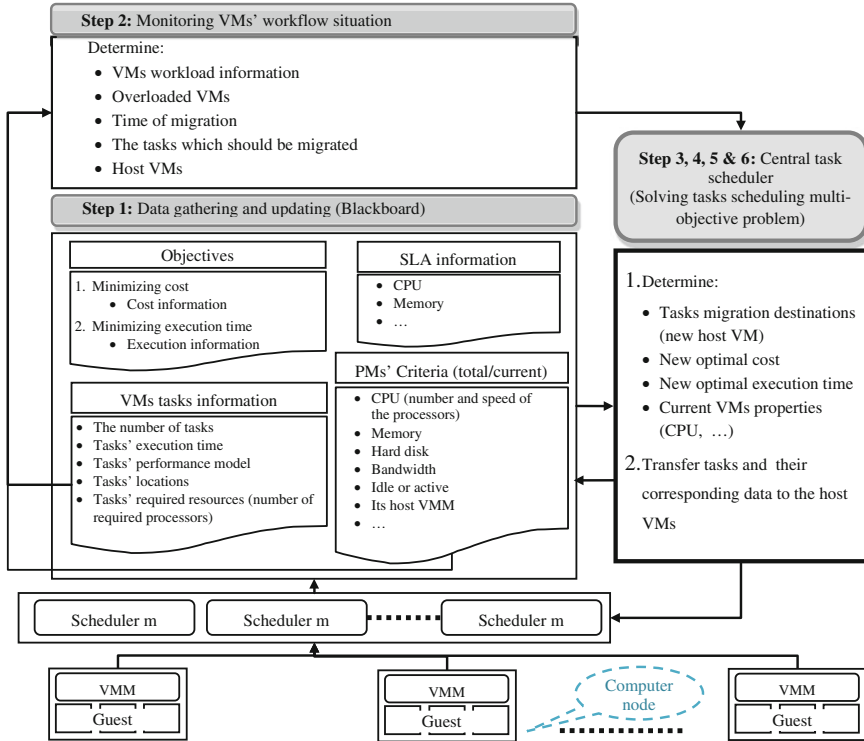 Step 2: Monitoring VMs' workflow situation
Determine:
• VMs workload information
• Overloaded VMs
• Time of migration
• The tasks which should be migrated
• Host VMs
Step 3, 4, 5 & 6: Central task
scheduler
(Solving tasks scheduling multi-
objective problem)
Step 1: Data gathering and updating (Blackboard)
Objectives
1. Minimizing cost
• Cost information
2. Minimizing execution time
• Execution information
SLA information
• CPU
• Memory
• …
VMs tasks information
• The number of tasks
• Tasks' execution time
• Tasks' performance model
• Tasks' locations
• Tasks' required resources (number of
required processors)
PMs' Criteria (total/current)
• CPU (number and speed of
the processors)
• Memory
• Hard disk
• Bandwidth
• Idle or active
• Its host VMM
• …
1. Determine:
• Tasks migration destinations
(new host VM)
• New optimal cost
• New optimal execution time
• Current VMs properties
(CPU, …)
2. Transfer tasks and their
corresponding data to the host
VMs
Scheduler m
Scheduler m
Scheduler m
VMM
Guest
VMM
Guest
Computer
node
VMM
Guest